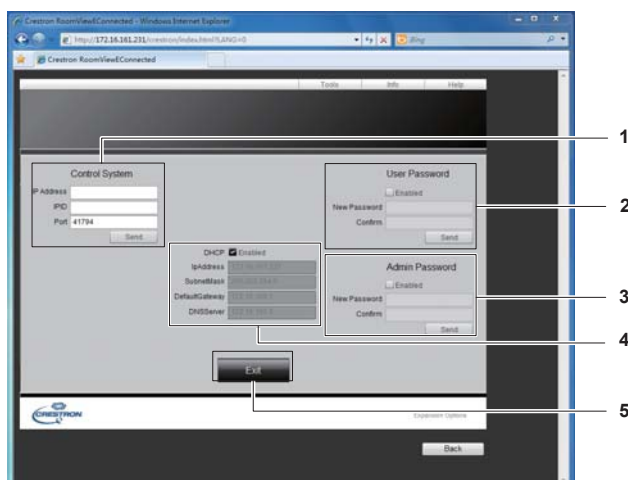 Crestron RoomViewEConnected - Windows Internet Explorer
http://172.16.161.231/crestron/index.html?LANG=0
Bing
Crestron RoomViewEConnected
Tools Info Help
1
Control System
IP Address
IPID
Port 41794
Send
User Password
Enabled
New Password
Confirm
Send
2
DHCP Enabled
IpAddress
SubnetMask
DefaultGateway
DNSServer
Admin Password
Enabled
New Password
Confirm
Send
3
4
Exit
5
CRESTRON
Expansion Options
Back